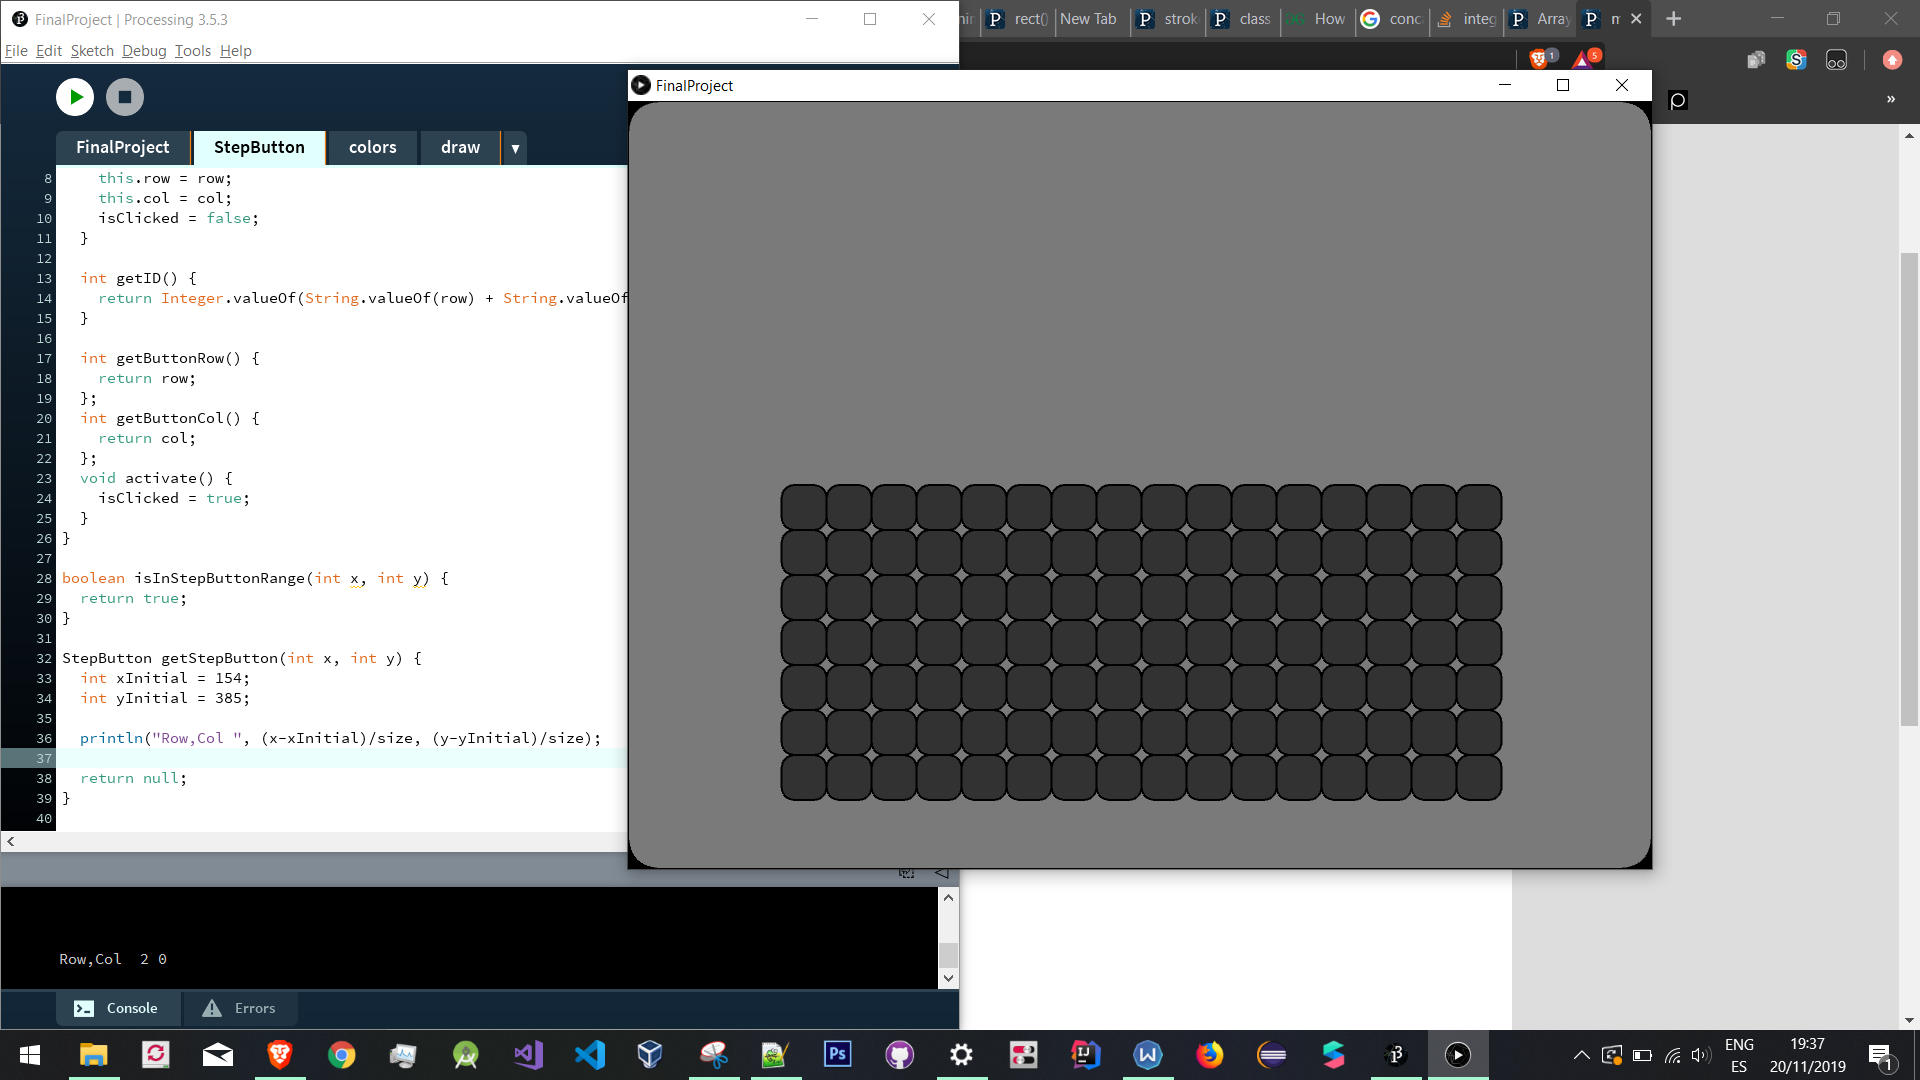 FinalProject | Processing 3.5.3
File Edit Sketch Debug Tools Help
FinalProject StepButton colors draw
8 this.row = row;
9 this.col = col;
10 isClicked = false;
11 }
12
13 int getID() {
14 return Integer.valueOf(String.valueOf(row) + String.valueOf
15 }
16
17 int getButtonRow() {
18 return row;
19 };
20 int getButtonCol() {
21 return col;
22 };
23 void activate() {
24 isClicked = true;
25 }
26 }
27
28 boolean isInStepButtonRange(int x, int y) {
29 return true;
30 }
31
32 StepButton getStepButton(int x, int y) {
33 int xInitial = 154;
34 int yInitial = 385;
35
36 println("Row,Col ", (x-xInitial)/size, (y-yInitial)/size);
37
38 return null;
39 }
40
Row,Col  2 0
Console Errors
rect() New Tab strok class How conc integ Array
1 5
FinalProject
»
Ps
ENG
ES
19:37
20/11/2019
1